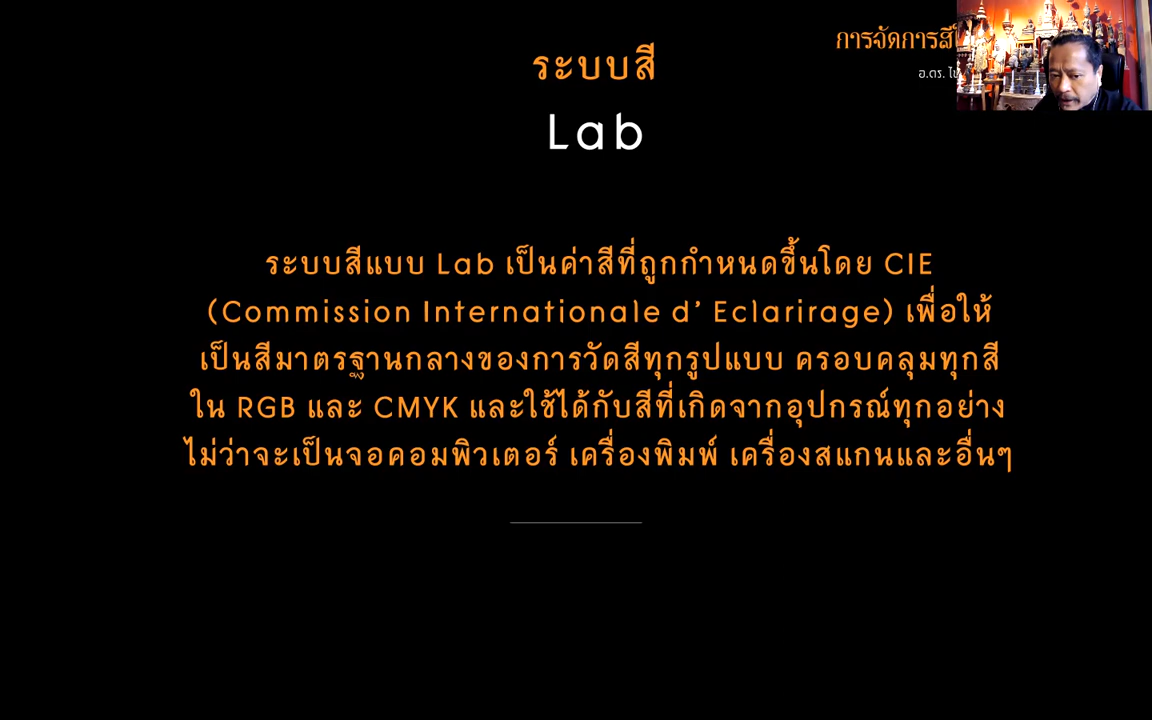 การจัดการสี
อ.ดร.
ระบบสี
Lab
ระบบสีแบบ Lab เป็นค่าสีที่ถูกกำหนดขึ้นโดย CIE
(Commission Internationale d’ Eclarirage) เพื่อให้
เป็นสีมาตรฐานกลางของการวัดสีทุกรูปแบบ ครอบคลุมทุกสี
ใน RGB และ CMYK และใช้ได้กับสีที่เกิดจากอุปกรณ์ทุกอย่าง
ไม่ว่าจะเป็นจอคอมพิวเตอร์ เครื่องพิมพ์ เครื่องสแกนและอื่นๆ